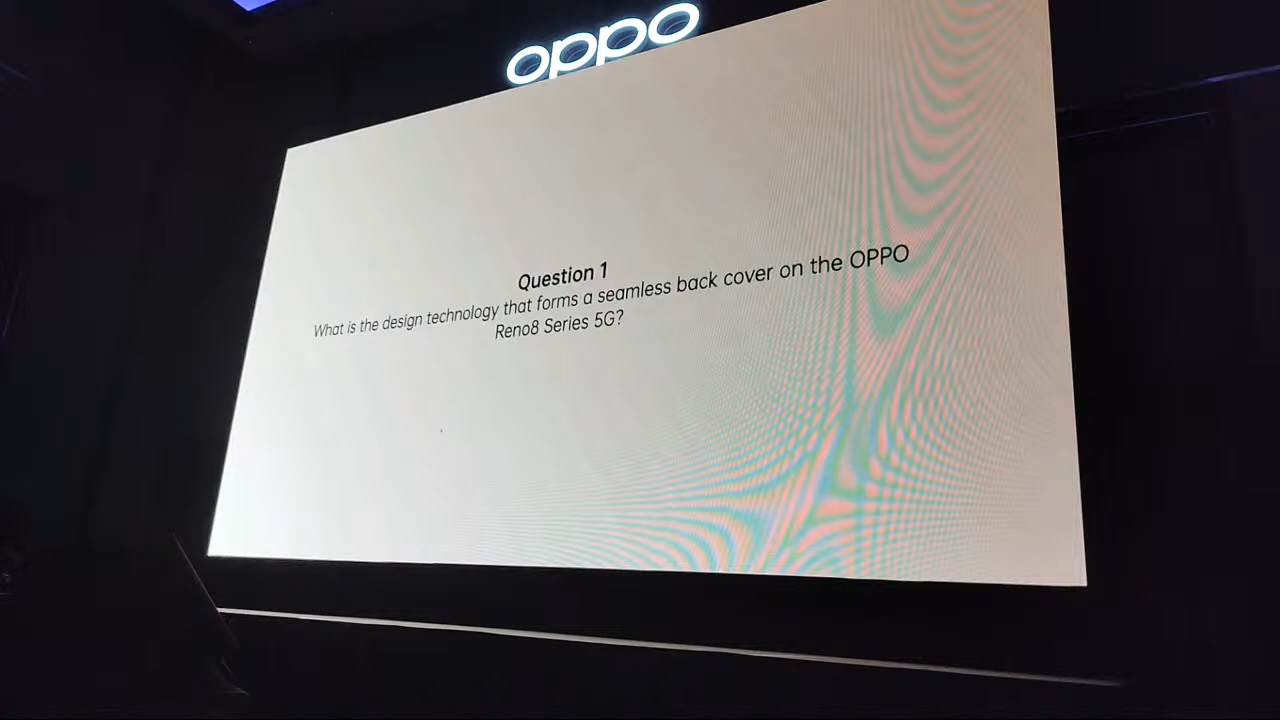 oppo
Question 1
What is the design technology that forms a seamless back cover on the OPPO
Reno8 Series 5G?